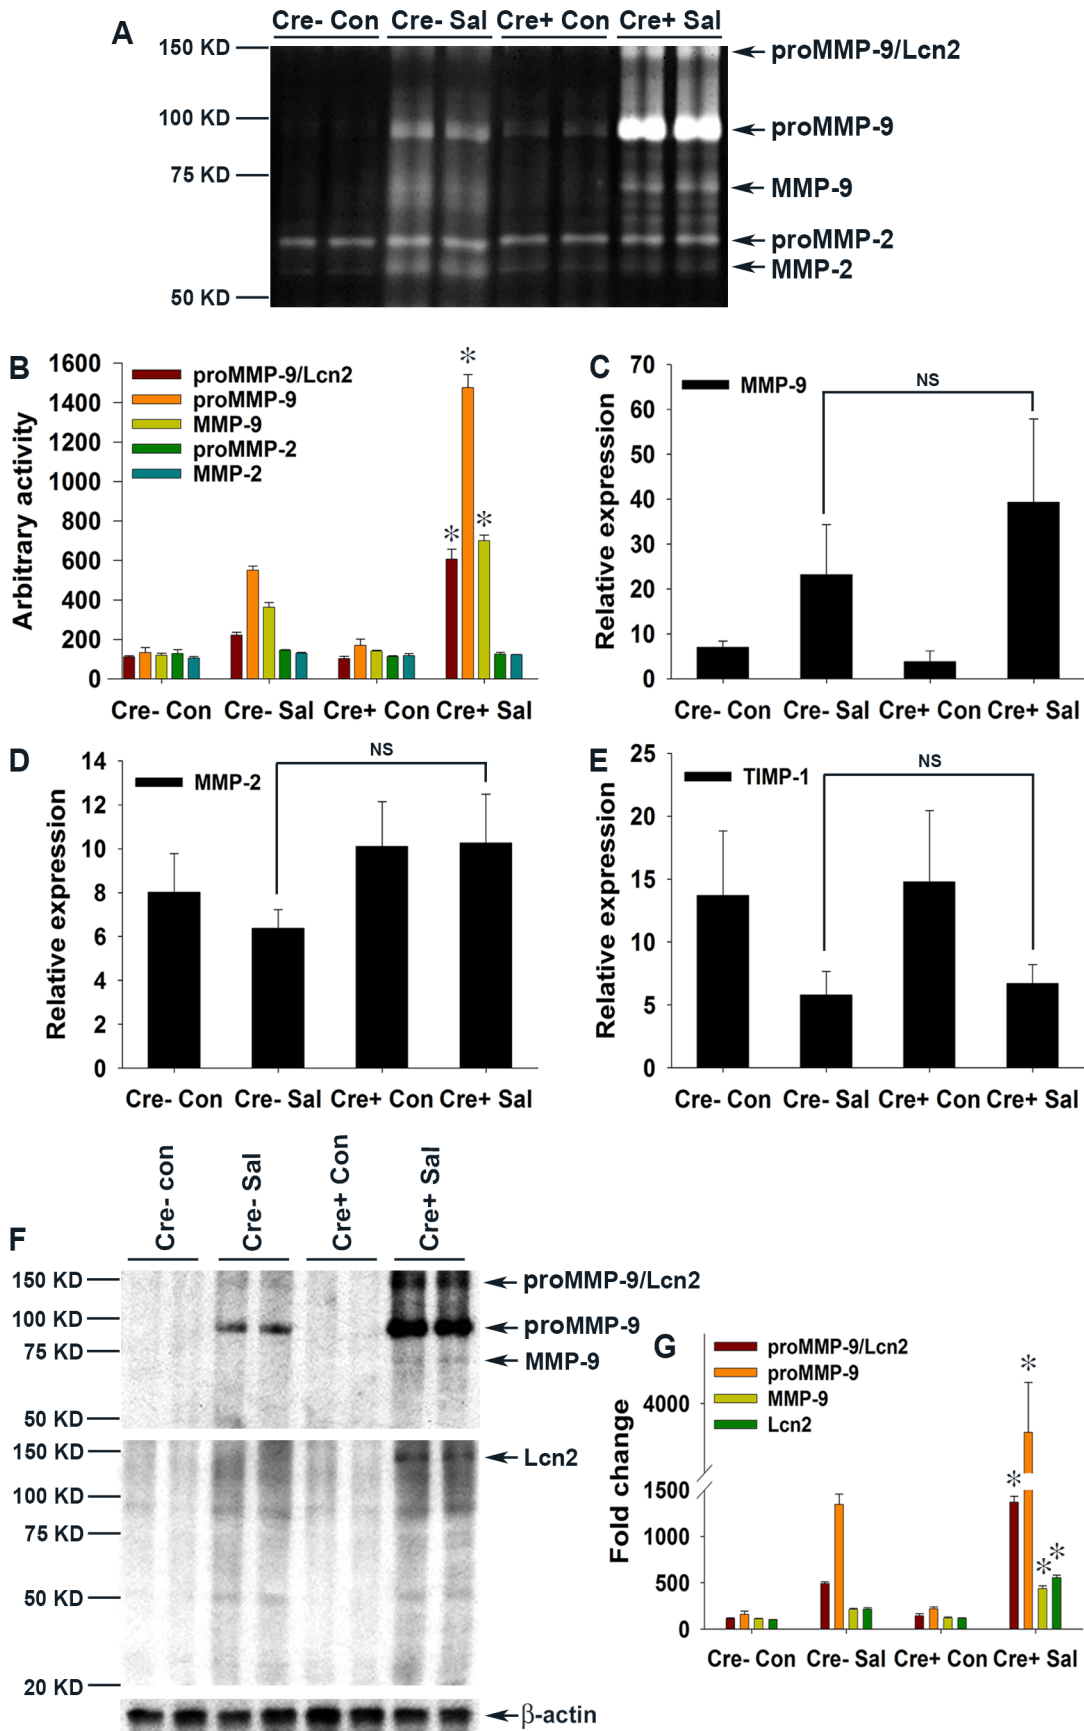 A
Cre- Con Cre- Sal Cre+ Con Cre+ Sal
150 KD
100 KD
75 KD
50 KD
proMMP-9/Lcn2
proMMP-9
MMP-9
proMMP-2
MMP-2
B
Arbitrary activity
1600
1400
1200
1000
800
600
400
200
0
proMMP-9/Lcn2
proMMP-9
MMP-9
proMMP-2
MMP-2
*
*
*
Cre- Con Cre- Sal Cre+ Con Cre+ Sal
C
Relative expression
70
60
50
40
30
20
10
0
MMP-9
NS
Cre- Con Cre- Sal Cre+ Con Cre+ Sal
D
Relative expression
14
12
10
8
6
4
2
0
MMP-2
NS
Cre- Con Cre- Sal Cre+ Con Cre+ Sal
E
Relative expression
25
20
15
10
5
0
TIMP-1
NS
Cre- Con Cre- Sal Cre+ Con Cre+ Sal
F
Cre- con
Cre- Sal
Cre+ Con
Cre+ Sal
150 KD
100 KD
75 KD
50 KD
proMMP-9/Lcn2
proMMP-9
MMP-9
150 KD
100 KD
75 KD
50 KD
20 KD
Lcn2
β-actin
G
Fold change
4000
1500
1000
500
0
proMMP-9/Lcn2
proMMP-9
MMP-9
Lcn2
*
*
*
*
Cre- Con Cre- Sal Cre+ Con Cre+ Sal